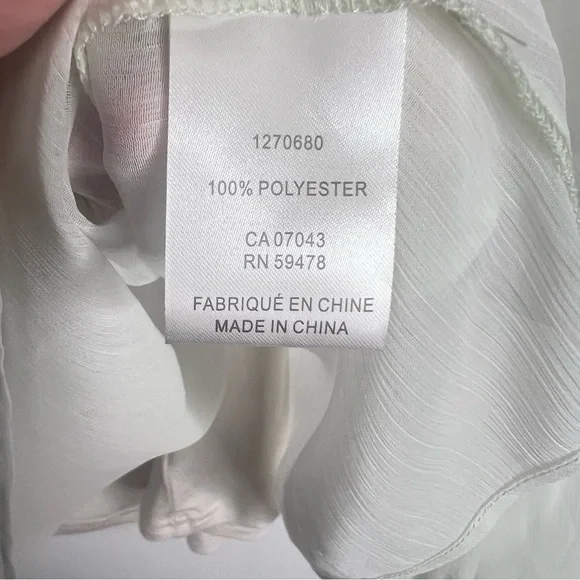 1270680
100% POLYESTER
CA 07043
RN 59478
FABRIQUÉ EN CHINE
MADE IN CHINA